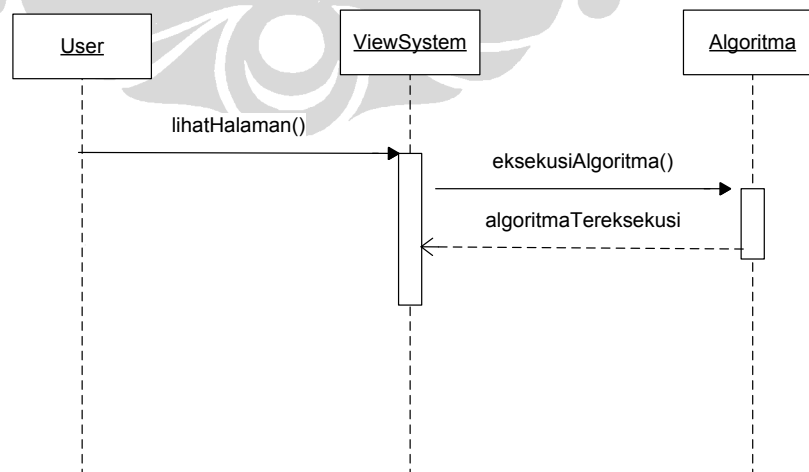 User
ViewSystem
Algoritma
lihatHalaman()
eksekusiAlgoritma()
algoritmaTereksekusi